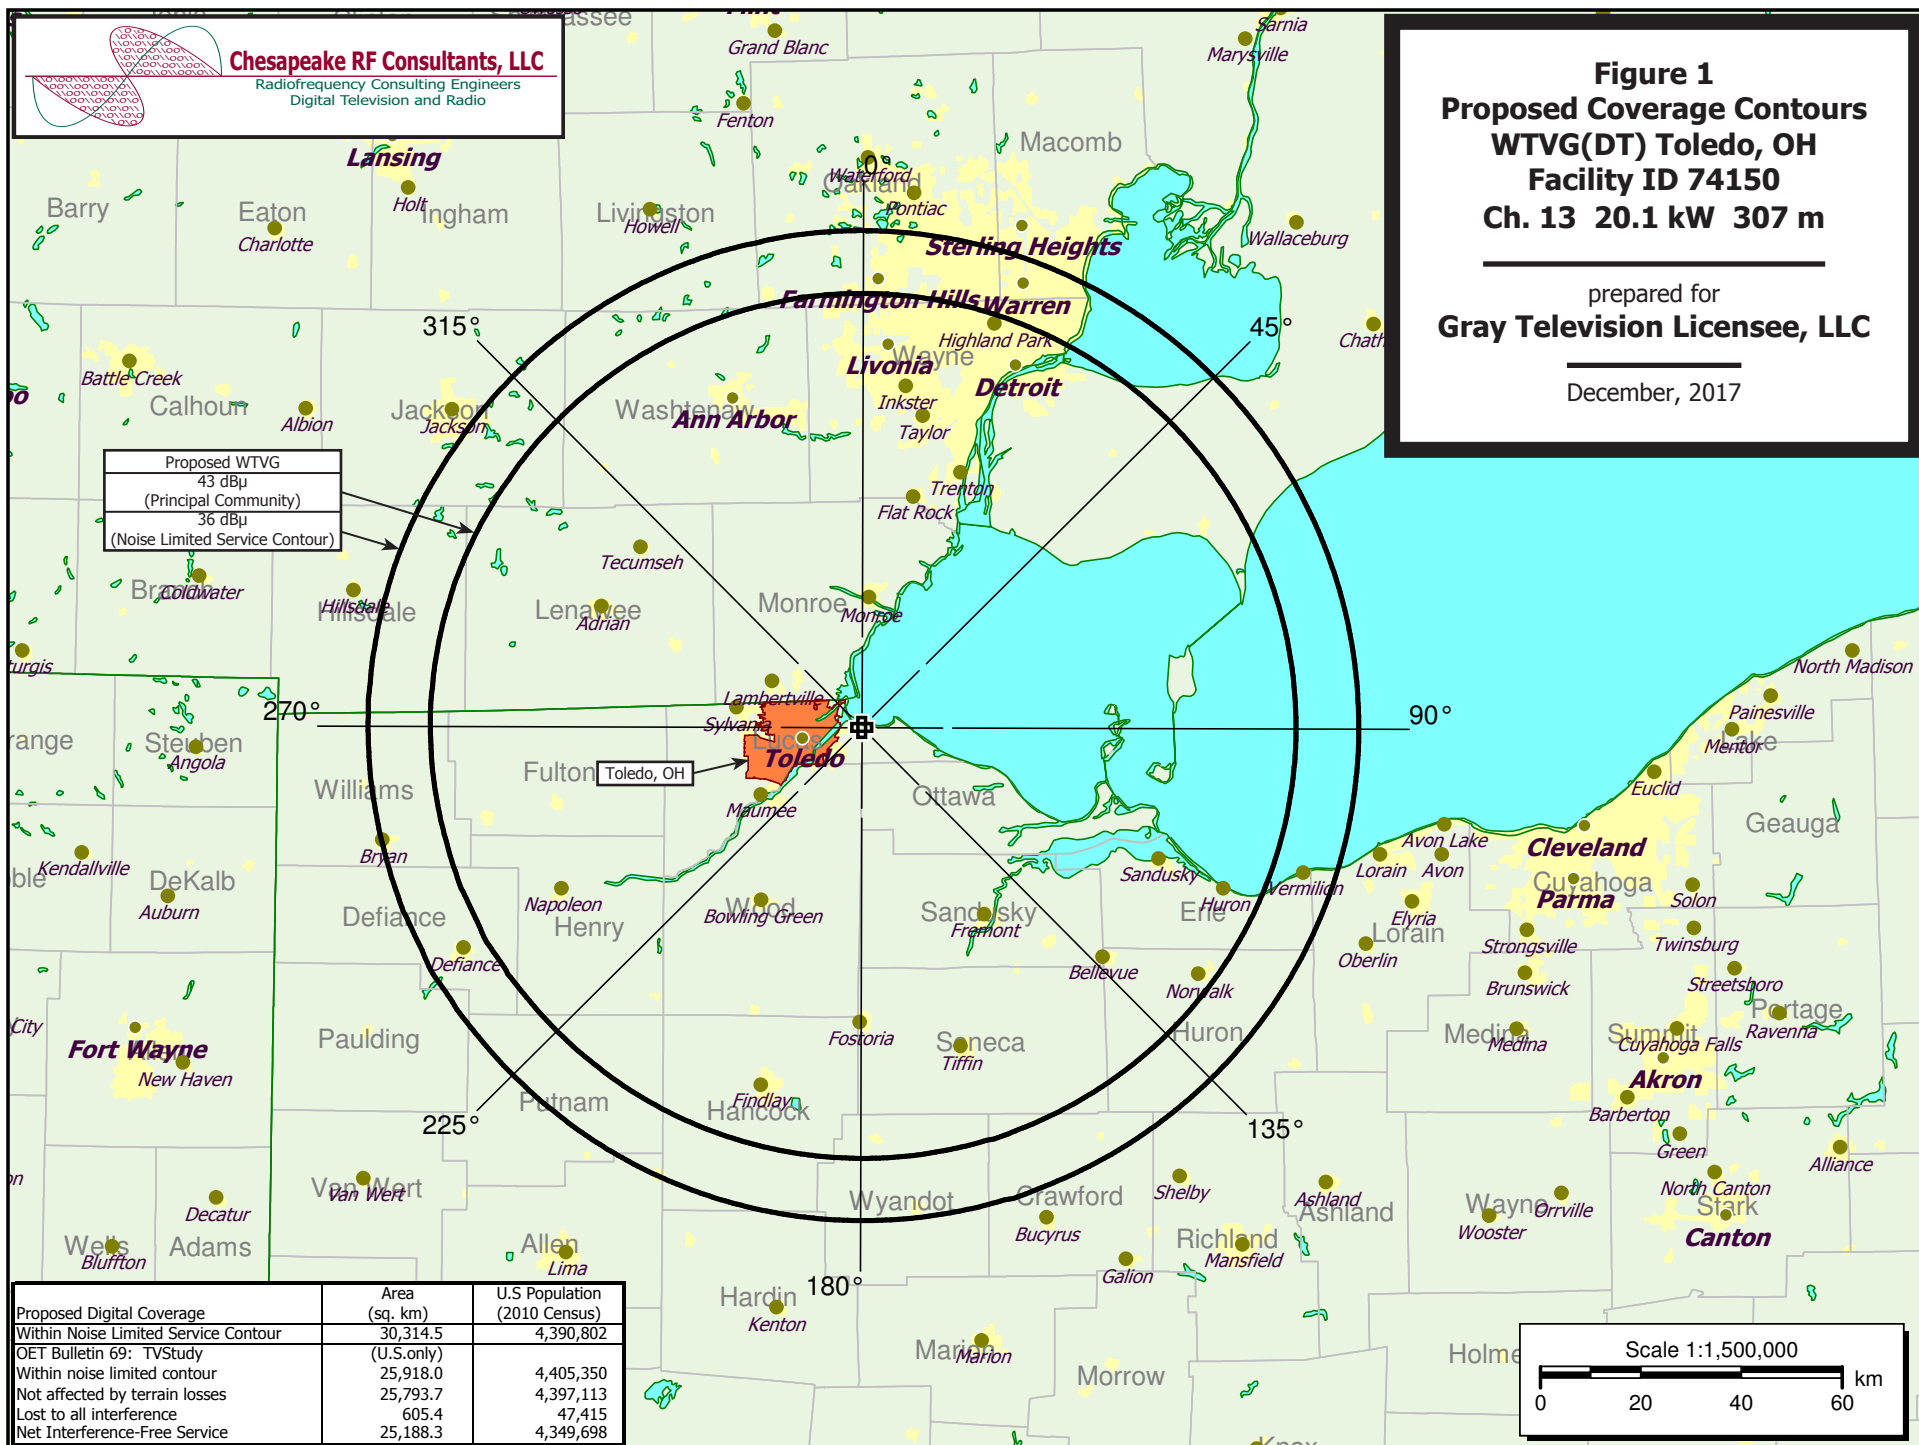 Chesapeake RF Consultants, LLC
Radiofrequency Consulting Engineers
Digital Television and Radio
Figure 1
Proposed Coverage Contours
WTVG(DT) Toledo, OH
Facility ID 74150
Ch. 13 20.1 kW 307 m
prepared for
Gray Television Licensee, LLC
December, 2017
Grand Blanc
Sarnia
Marysville
Fenton
Macomb
Lansing
Holt
Ingham
Barry
Eaton
Charlotte
Livingston
Howell
0°
Waterford
Oakland
Pontiac
Sterling Heights
Wallaceburg
Farmington Hills
Warren
315°
45°
Highland Park
Wayne
Livonia
Detroit
Inkster
Taylor
Battle Creek
Calhoun
Albion
Jackson
Jackson
Washtenaw
Ann Arbor
Proposed WTVG
43 dBµ
(Principal Community)
36 dBµ
(Noise Limited Service Contour)
Trenton
Flat Rock
Tecumseh
Branch
Coldwater
Hillsdale
Hillsdale
Lenawee
Adrian
Monroe
Monroe
North Madison
Lambertville
Sylvania
270°
90°
Painesville
Mentor
Lake
Steuben
Angola
Lucas
Toledo
Fulton
Toledo, OH
Williams
Maumee
Ottawa
Euclid
Geauga
Bryan
Kendallville
DeKalb
Auburn
Avon Lake
Lorain
Avon
Cleveland
Cuyahoga
Parma
Solon
Sandusky
Huron
Vermilion
Erie
Napoleon
Henry
Wood
Bowling Green
Sandusky
Fremont
Defiance
Defiance
Elyria
Lorain
Oberlin
Strongsville
Twinsburg
Bellevue
Norwalk
Brunswick
Streetsboro
Portage
Ravenna
City
Fort Wayne
Allen
New Haven
Paulding
Fostoria
Seneca
Tiffin
Huron
Medina
Medina
Summit
Cuyahoga Falls
Akron
Barberton
Putnam
Findlay
Hancock
225°
135°
Green
Alliance
Van Wert
Van Wert
Decatur
Wyandot
Crawford
Bucyrus
Shelby
Ashland
Ashland
Wayne
Wooster
Orrville
North Canton
Stark
Canton
Wells
Bluffton
Adams
Allen
Lima
Richland
Mansfield
Galion
180°
Hardin
Kenton
Marion
Marion
Morrow
Knox
Proposed Digital Coverage Area (sq. km) U.S Population (2010 Census)
Within Noise Limited Service Contour 30,314.5 4,390,802
OET Bulletin 69: TVStudy (U.S.only)
Within noise limited contour 25,918.0 4,405,350
Not affected by terrain losses 25,793.7 4,397,113
Lost to all interference 605.4 47,415
Net Interference-Free Service 25,188.3 4,349,698
Scale 1:1,500,000
km
0 20 40 60